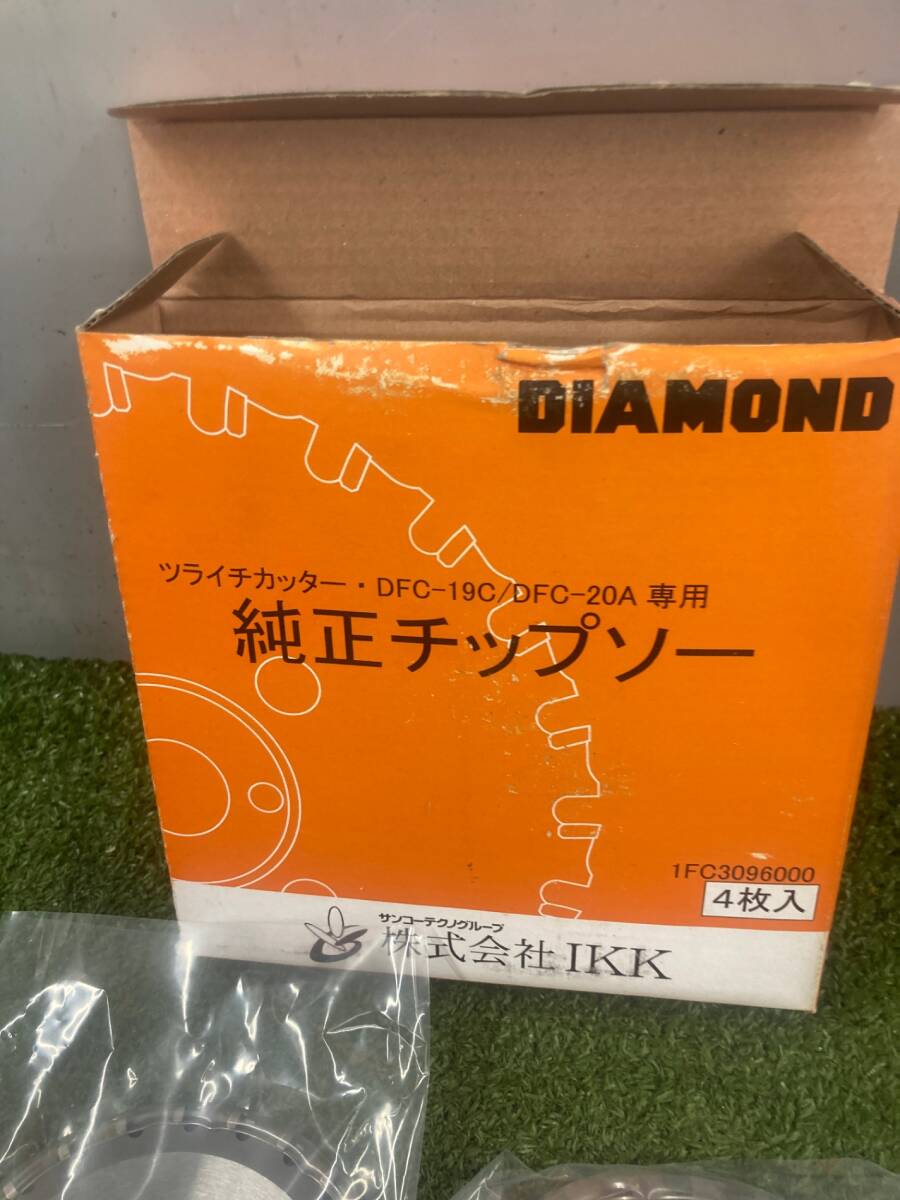 DIAMOND
ツライチカッター・DFC-19C/DFC-20A 専用
純正チップソー
1FC3096000
4枚入
サンコーテクノグループ
株式会社IKK